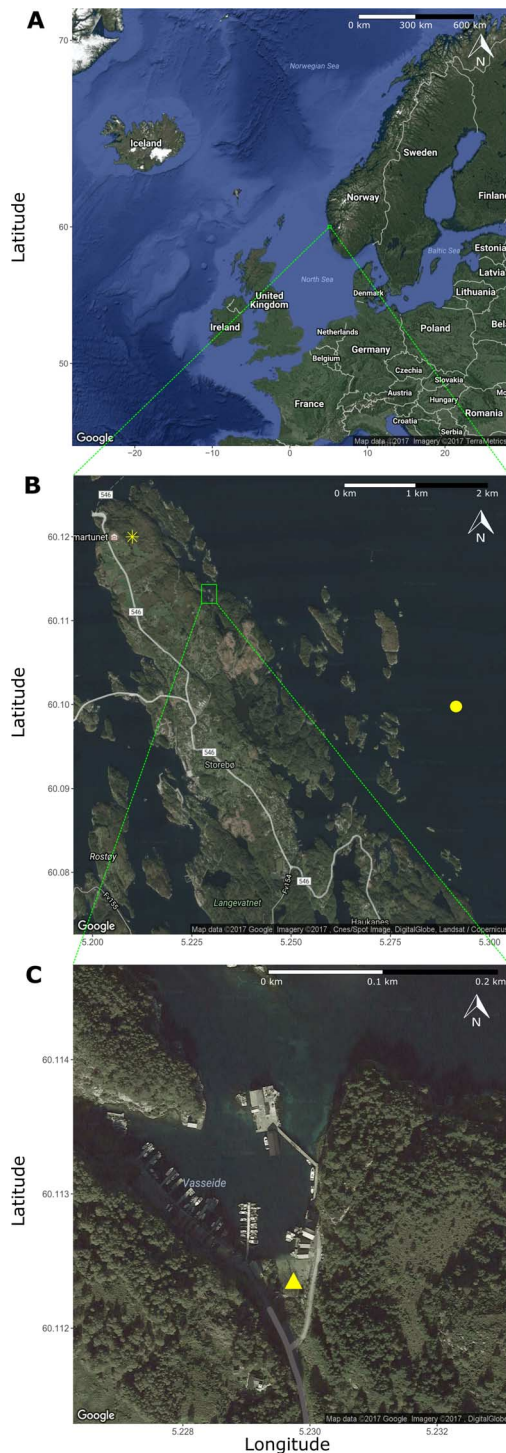 A
0 km 300 km 600 km
70
Norwegian Sea
N
Iceland
Sweden
Norway
Finland
60
Latitude
Estonia
Baltic Sea
North Sea
Latvia
Denmark
Lithuania
United
Kingdom
Ireland
Netherlands
Poland
Bela
Germany
Belgium
50
Czechia
Slovakia
Austria
Hungary
France
Romania
Croatia
Serbia
Google
Map data ©2017 Imagery ©2017 TerraMetrics
−20 −10 0 10 20
B
546
0 km 1 km 2 km
N
60.12
martunet
60.11
546
Latitude
60.10
546
Storebø
60.09
Rostøy
60.08
Fv155
Fv154
546
Langevatnet
Haukanes
Google
Map data ©2017 Google Imagery ©2017 , Cnes/Spot Image, DigitalGlobe, Landsat / Copernicus
5.200 5.225 5.250 5.275 5.300
C
0 km 0.1 km 0.2 km
N
60.114
Vasseide
60.113
Latitude
60.112
Google
Map data ©2017 Google Imagery ©2017 , DigitalGlobe
5.228 5.230 5.232
Longitude